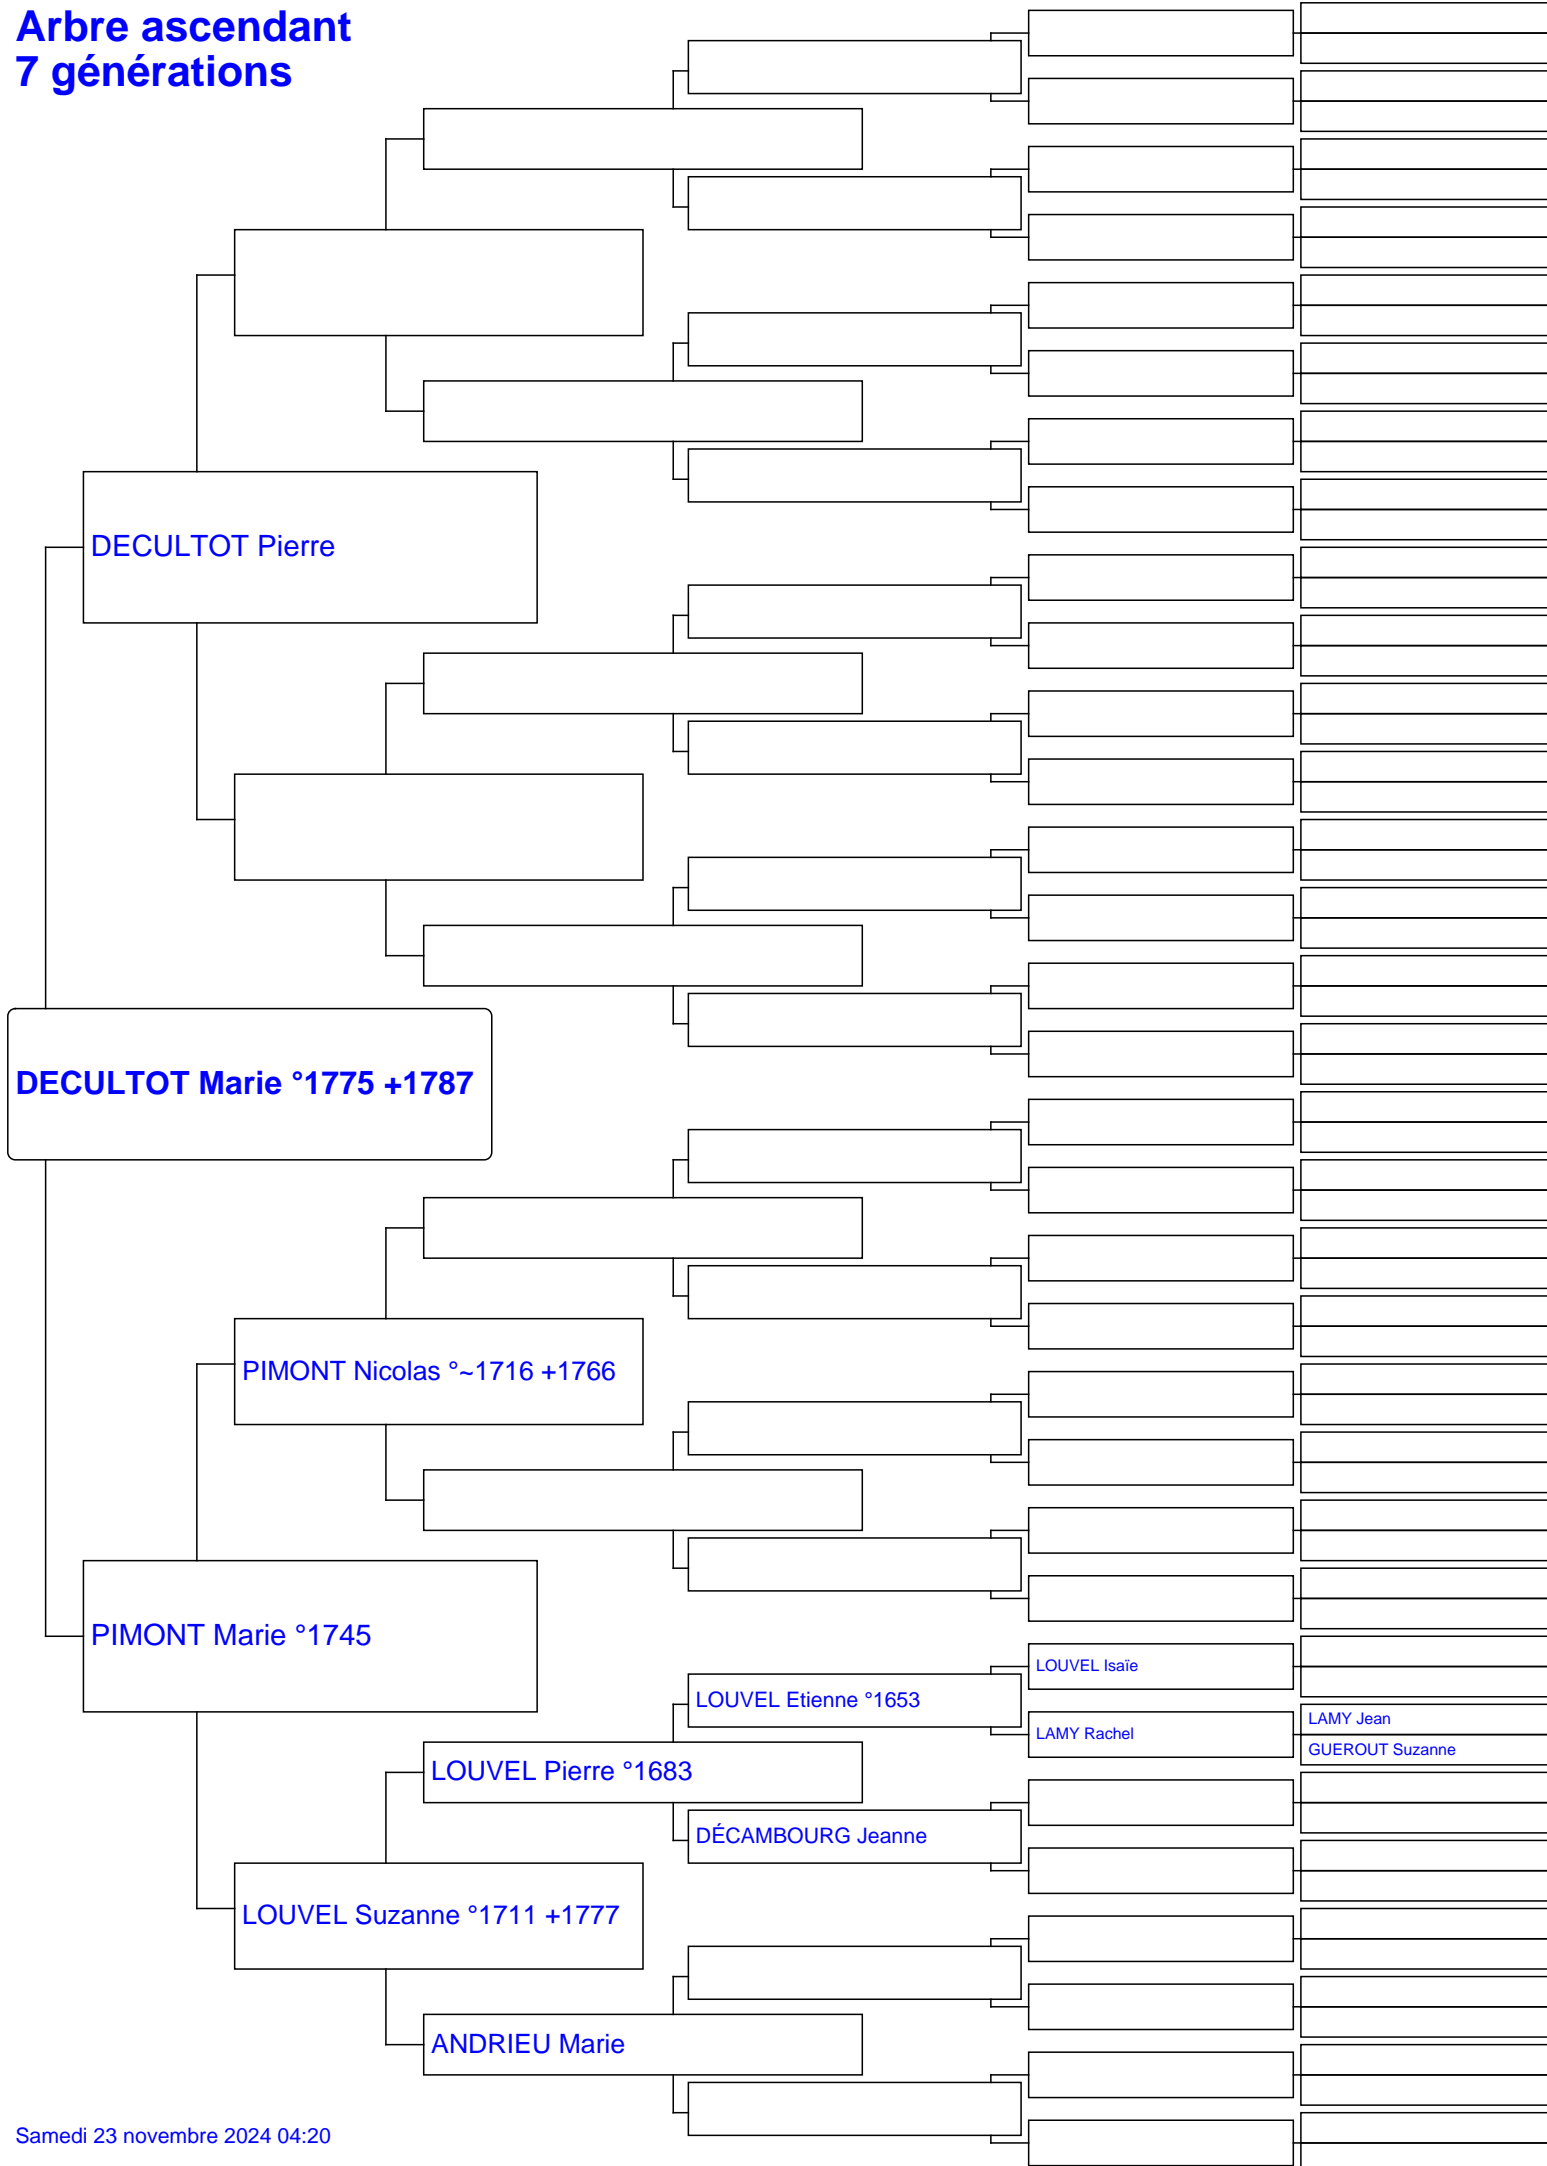 Arbre ascendant
7 générations
DECULTOT Pierre
DECULTOT Marie °1775 +1787
PIMONT Nicolas °~1716 +1766
PIMONT Marie °1745
LOUVEL Isaïe
LOUVEL Etienne °1653
LAMY Jean
LAMY Rachel
GUEROUT Suzanne
LOUVEL Pierre °1683
DÉCAMBOURG Jeanne
LOUVEL Suzanne °1711 +1777
ANDRIEU Marie
Samedi 23 novembre 2024 04:20